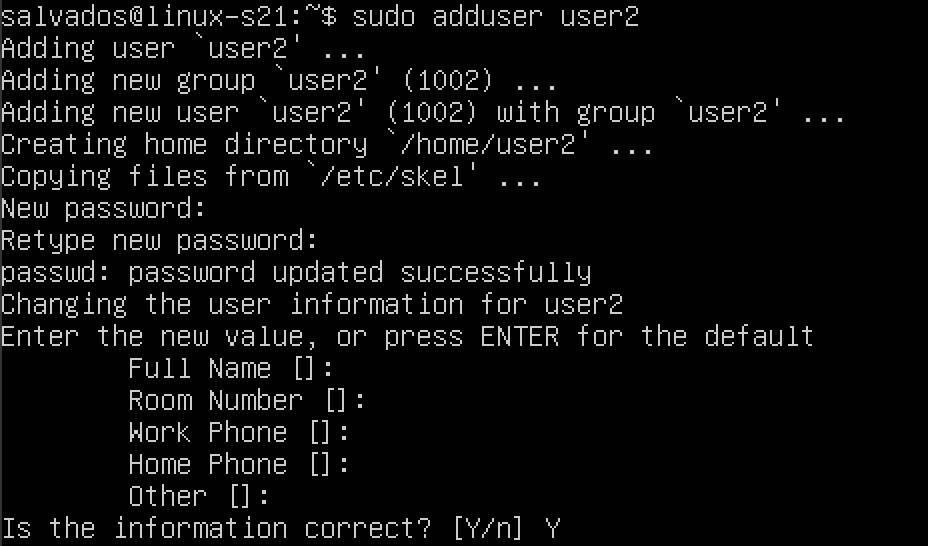 salvados@linux-s21:~$ sudo adduser user2
Adding user `user2' ...
Adding new group `user2' (1002) ...
Adding new user `user2' (1002) with group `user2' ...
Creating home directory `/home/user2' ...
Copying files from `/etc/skel' ...
New password:
Retype new password:
passwd: password updated successfully
Changing the user information for user2
Enter the new value, or press ENTER for the default
        Full Name []:
        Room Number []:
        Work Phone []:
        Home Phone []:
        Other []:
Is the information correct? [Y/n] Y